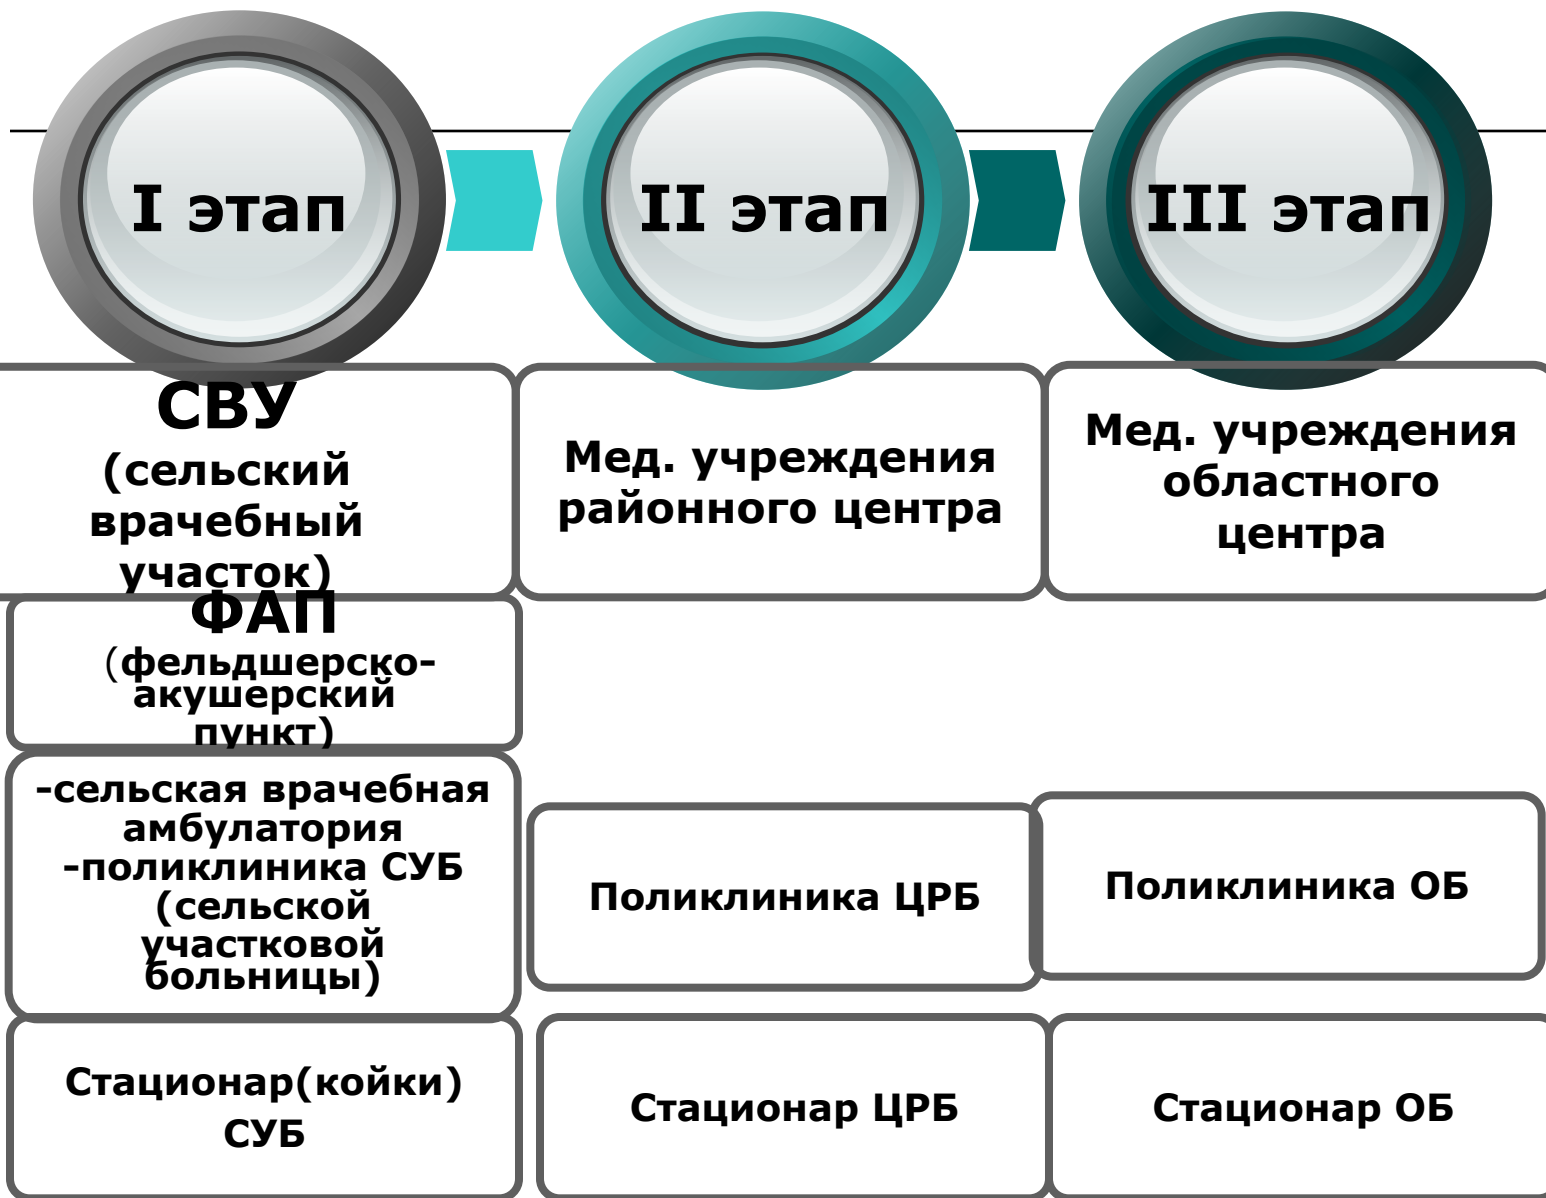 I этап
II этап
III этап
СВУ
(сельский
врачебный
участок)
Мед. учреждения
районного центра
Мед. учреждения
областного
центра
ФАП
(фельдшерско-
акушерский
пункт)
-сельская врачебная
амбулатория
-поликлиника СУБ
(сельской
участковой
больницы)
Поликлиника ЦРБ
Поликлиника ОБ
Стационар(койки)
СУБ
Стационар ЦРБ
Стационар ОБ